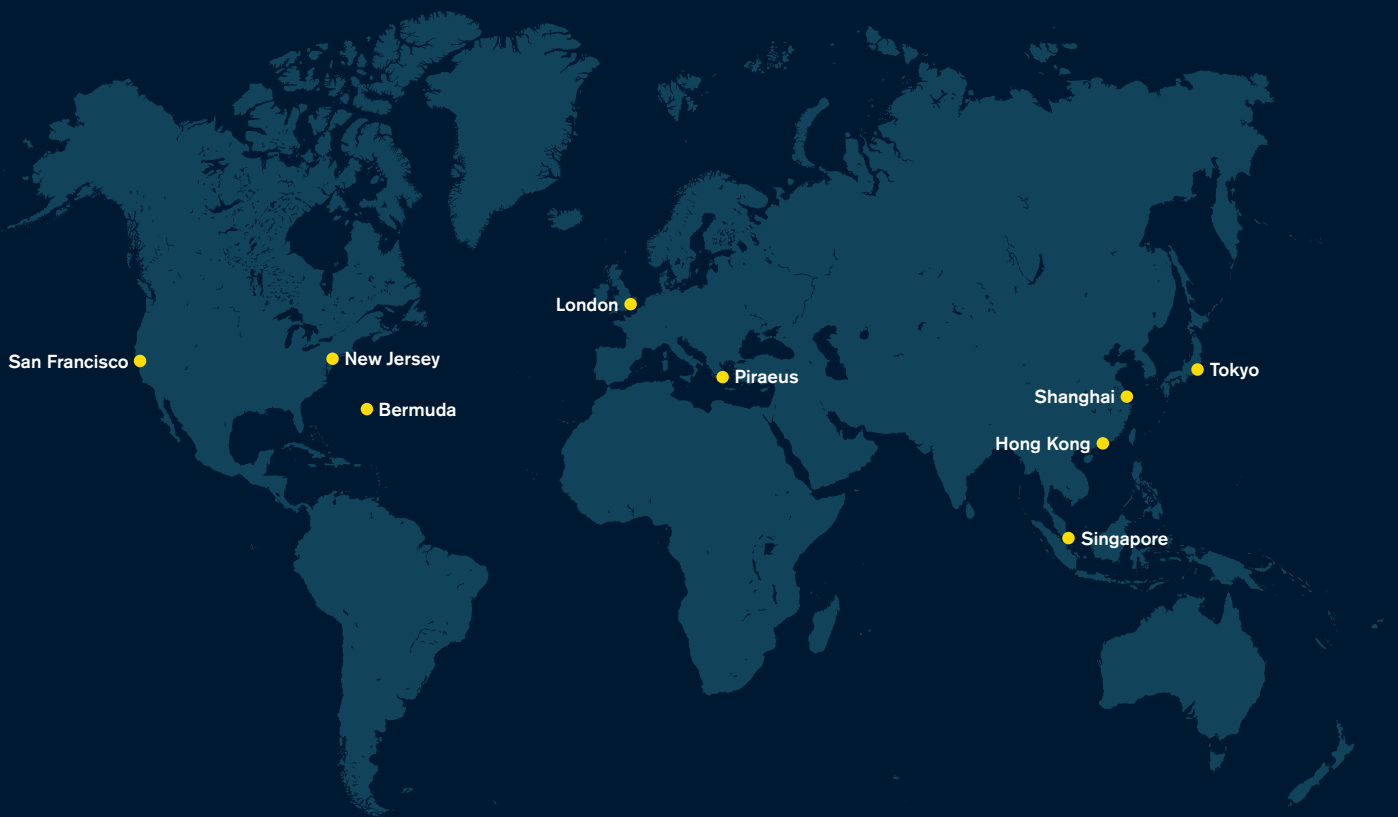 London
San Francisco
New Jersey
Tokyo
Piraeus
Shanghai
Bermuda
Hong Kong
Singapore